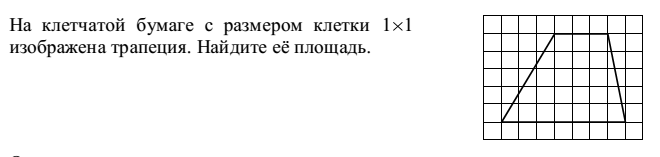 На клетчатой бумаге с размером клетки 1×1
изображена трапеция. Найдите её площадь.